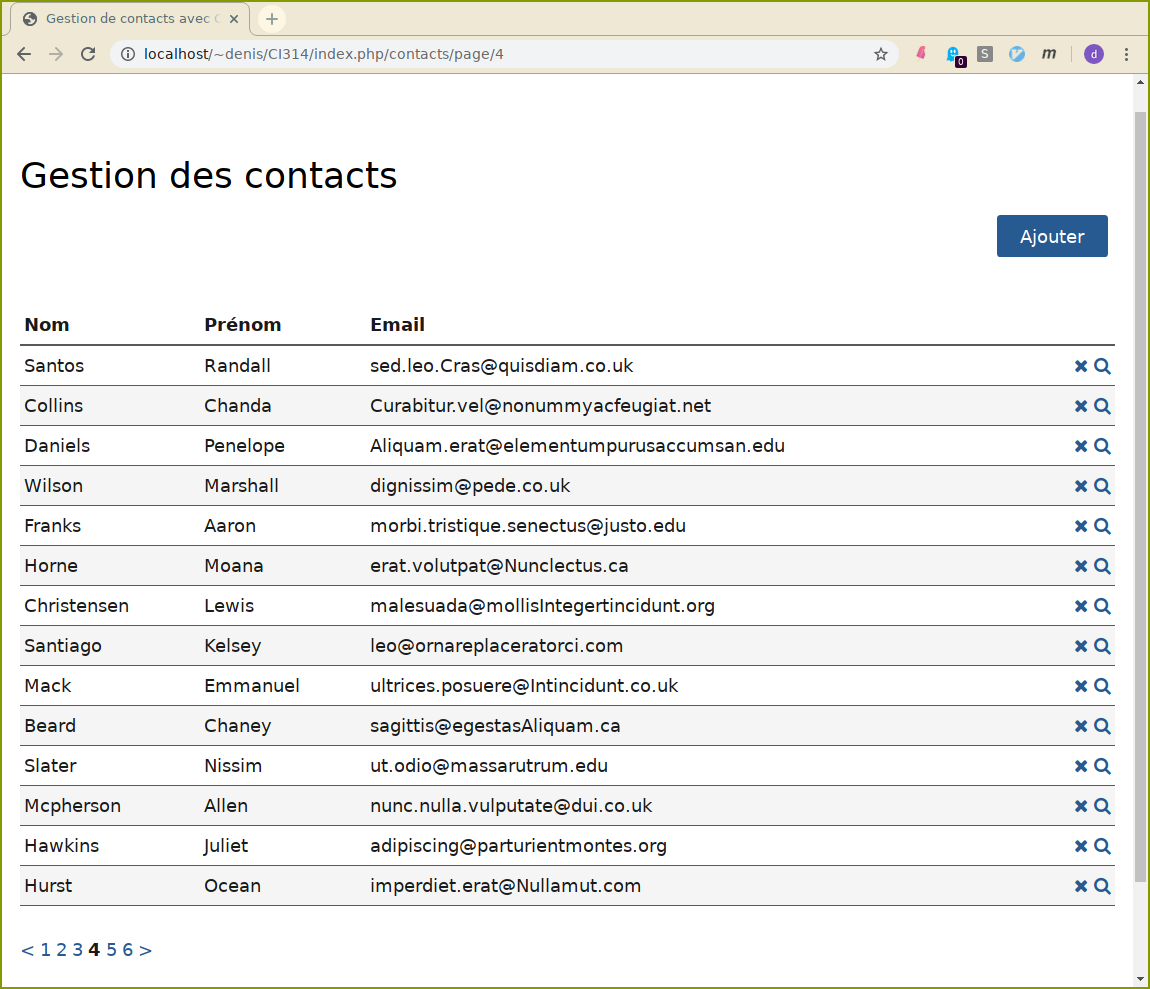 Gestion de contacts avec C
localhost/~denis/CI314/index.php/contacts/page/4
0
S
m
d
Gestion des contacts
Ajouter
Nom Prénom Email
Santos Randall sed.leo.Cras@quisdiam.co.uk
Collins Chanda Curabitur.vel@nonummyacfeugiat.net
Daniels Penelope Aliquam.erat@elementumpurusaccumsan.edu
Wilson Marshall dignissim@pede.co.uk
Franks Aaron morbi.tristique.senectus@justo.edu
Horne Moana erat.volutpat@Nunclectus.ca
Christensen Lewis malesuada@mollisIntegertincidunt.org
Santiago Kelsey leo@ornareplaceratorci.com
Mack Emmanuel ultrices.posuere@Intincidunt.co.uk
Beard Chaney sagittis@egestasAliquam.ca
Slater Nissim ut.odio@massarutrum.edu
Mcpherson Allen nunc.nulla.vulputate@dui.co.uk
Hawkins Juliet adipiscing@parturientmontes.org
Hurst Ocean imperdiet.erat@Nullamut.com
< 1 2 3 4 5 6 >